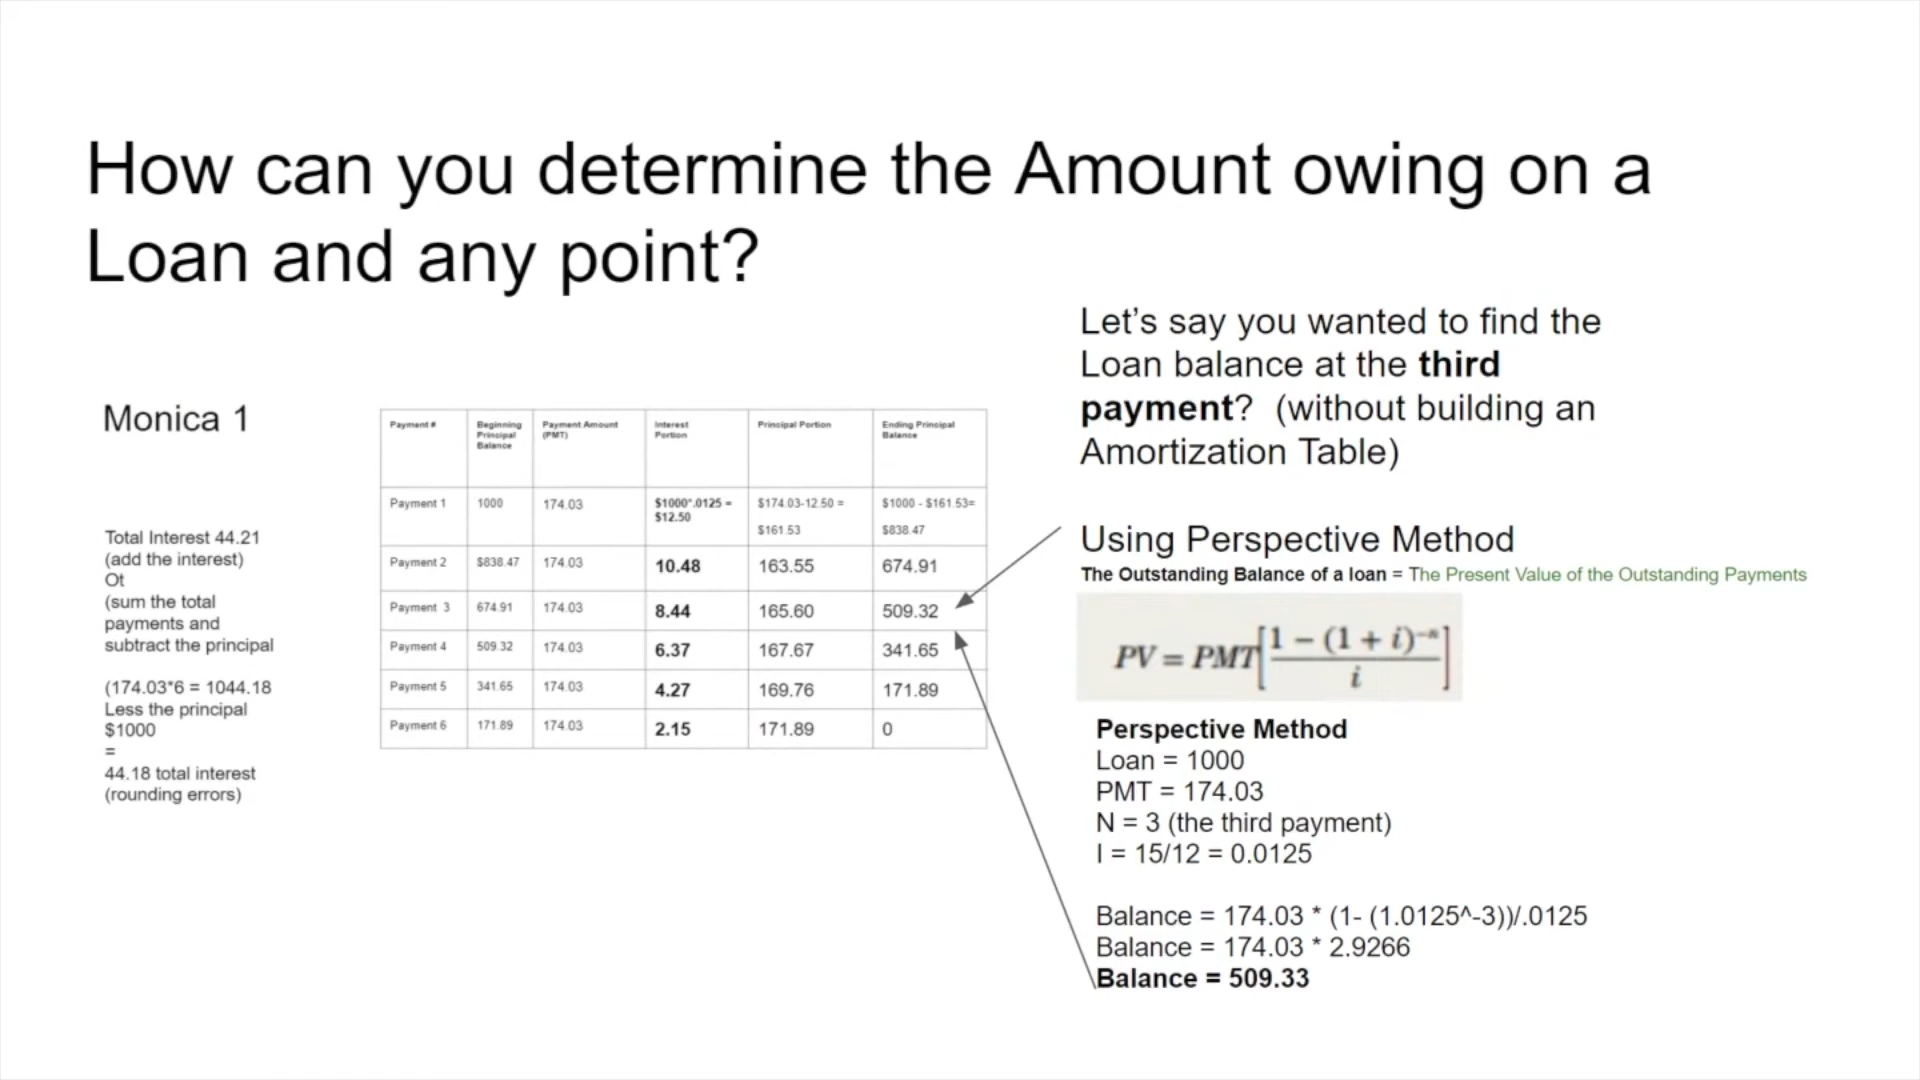 How can you determine the Amount owing on a
Loan and any point?
Let's say you wanted to find the
Loan balance at the third
payment? (without building an
Amortization Table)
Monica 1
Total Interest 44.21
(add the interest)
Ot
(sum the total
payments and
subtract the principal
(174.03*6 = 1044.18
Less the principal
$1000
=
44.18 total interest
(rounding errors)
Payment # Beginning Principal Balance Payment Amount (PMT) Interest Portion Principal Portion Ending Principal Balance
Payment 1 1000 174.03 $1000*.0125 = $12.50 $174.03-12.50 = $161.53 $1000 - $161.53= $838.47
Payment 2 $838.47 174.03 10.48 163.55 674.91
Payment 3 674.91 174.03 8.44 165.60 509.32
Payment 4 509.32 174.03 6.37 167.67 341.65
Payment 5 341.65 174.03 4.27 169.76 171.89
Payment 6 171.89 174.03 2.15 171.89 0
Using Perspective Method
The Outstanding Balance of a loan = The Present Value of the Outstanding Payments
PV = PMT[1 − (1 + i)^−n / i]
Perspective Method
Loan = 1000
PMT = 174.03
N = 3 (the third payment)
I = 15/12 = 0.0125
Balance = 174.03 * (1- (1.0125^-3))/.0125
Balance = 174.03 * 2.9266
Balance = 509.33